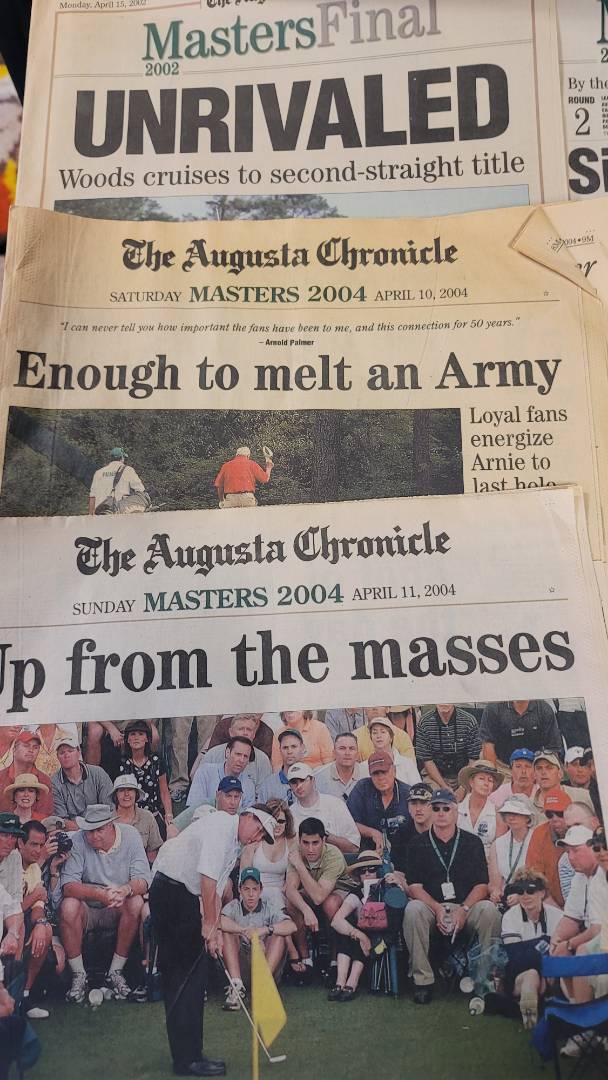 Monday, April 15, 2002
MastersFinal
2002
UNRIVALED
Woods cruises to second-straight title
By the
ROUND
2
The Augusta Chronicle
SATURDAY MASTERS 2004 APRIL 10, 2004
"I can never tell you how important the fans have been to me, and this connection for 50 years."
– Arnold Palmer
Enough to melt an Army
Loyal fans
energize
Arnie to
last hole
The Augusta Chronicle
SUNDAY MASTERS 2004 APRIL 11, 2004
Up from the masses